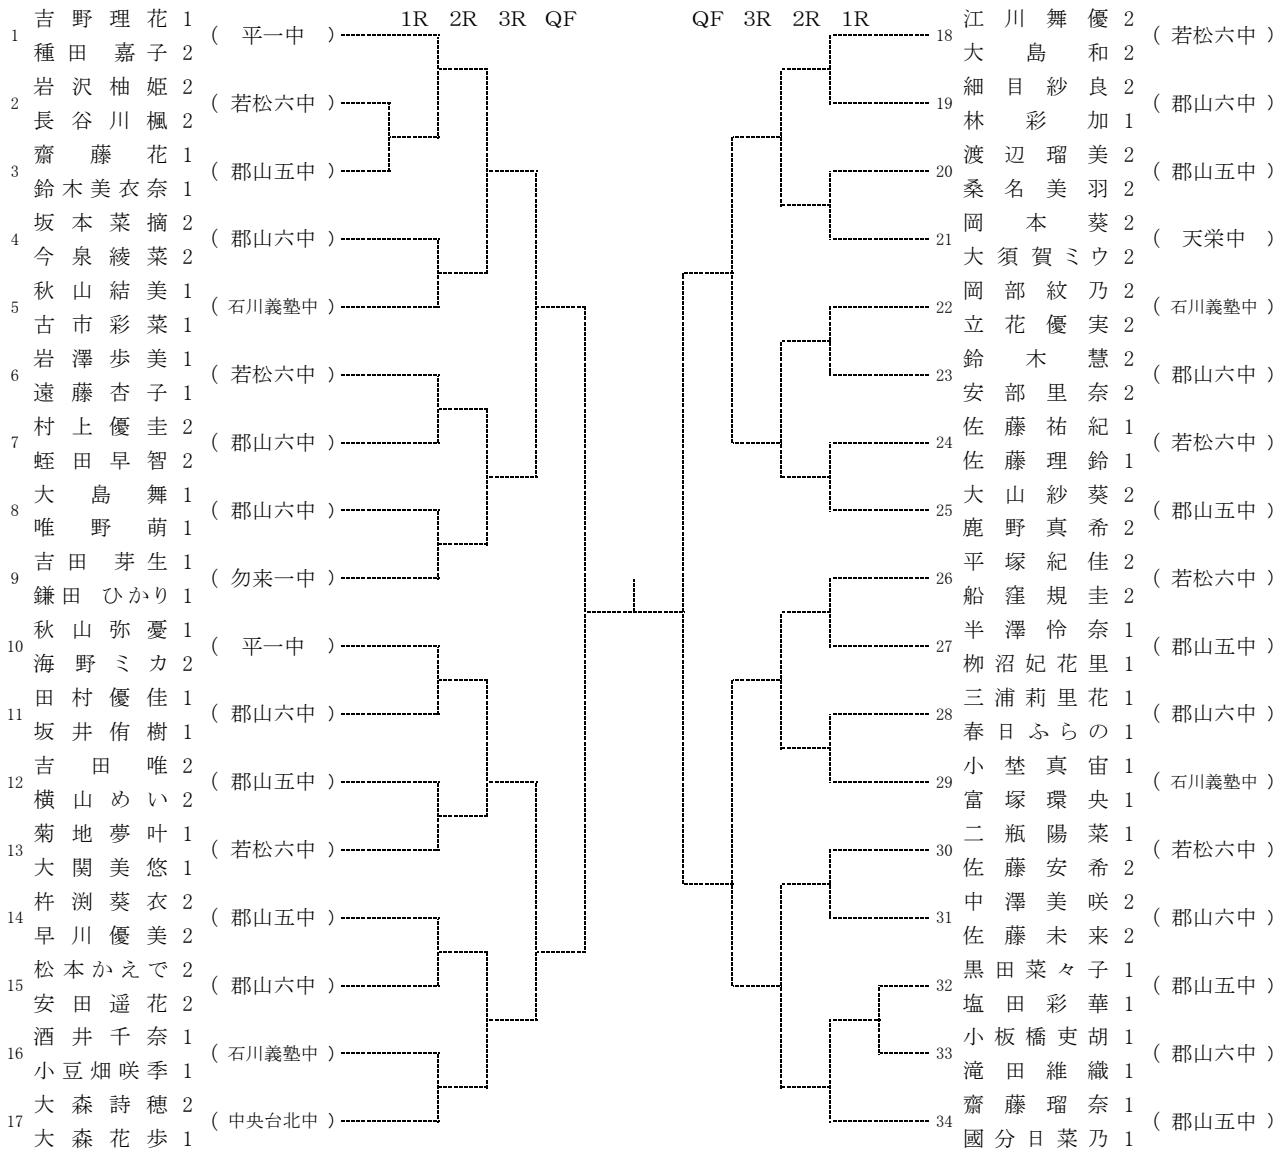 1R 2R 3R QF QF 3R 2R 1R
1 吉野理花 1 ( 平一中 )
種田 嘉子 2
2 岩沢柚姫 2 ( 若松六中 )
長谷川楓 2
3 齋藤花 1 ( 郡山五中 )
鈴木美衣奈 1
4 坂本菜摘 2 ( 郡山六中 )
今泉綾菜 2
5 秋山結美 1 ( 石川義塾中 )
古市彩菜 1
6 岩澤歩美 1 ( 若松六中 )
遠藤杏子 1
7 村上優圭 2 ( 郡山六中 )
蛭田早智 2
8 大島舞 1 ( 郡山六中 )
唯野萌 1
9 吉田 芽生 1 ( 勿来一中 )
鎌田 ひかり 1
10 秋山弥憂 1 ( 平一中 )
海野ミカ 2
11 田村優佳 1 ( 郡山六中 )
坂井侑樹 1
12 吉田唯 2 ( 郡山五中 )
横山めい 2
13 菊地夢叶 1 ( 若松六中 )
大関美悠 1
14 杵渕葵衣 2 ( 郡山五中 )
早川優美 2
15 松本かえで 2 ( 郡山六中 )
安田遥花 2
16 酒井千奈 1 ( 石川義塾中 )
小豆畑咲季 1
17 大森詩穂 2 ( 中央台北中 )
大森花歩 1
18 江川舞優 2 ( 若松六中 )
大島和 2
19 細目紗良 2 ( 郡山六中 )
林彩加 1
20 渡辺瑠美 2 ( 郡山五中 )
桑名美羽 2
21 岡本葵 2 ( 天栄中 )
大須賀ミウ 2
22 岡部紋乃 2 ( 石川義塾中 )
立花優実 2
23 鈴木慧 2 ( 郡山六中 )
安部里奈 2
24 佐藤祐紀 1 ( 若松六中 )
佐藤理鈴 1
25 大山紗葵 2 ( 郡山五中 )
鹿野真希 2
26 平塚紀佳 2 ( 若松六中 )
船窪規圭 2
27 半澤怜奈 1 ( 郡山五中 )
栁沼妃花里 1
28 三浦莉里花 1 ( 郡山六中 )
春日ふらの 1
29 小埜真宙 1 ( 石川義塾中 )
富塚環央 1
30 二瓶陽菜 1 ( 若松六中 )
佐藤安希 2
31 中澤美咲 2 ( 郡山六中 )
佐藤未来 2
32 黒田菜々子 1 ( 郡山五中 )
塩田彩華 1
33 小板橋吏胡 1 ( 郡山六中 )
滝田維織 1
34 齋藤瑠奈 1 ( 郡山五中 )
國分日菜乃 1